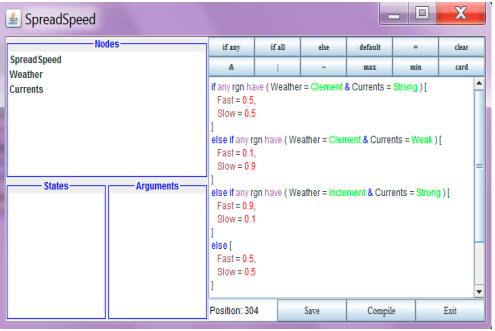 SpreadSpeed
Nodes
SpreadSpeed
Weather
Currents
States
Arguments
if any if all else default = clear
& | ~ max min card
if any rgn have ( Weather = Clement & Currents = Strong ) [
Fast = 0.5,
Slow = 0.5
]
else if any rgn have ( Weather = Clement & Currents = Weak ) [
Fast = 0.1,
Slow = 0.9
]
else if any rgn have ( Weather = Inclement & Currents = Strong ) [
Fast = 0.9,
Slow = 0.1
]
else [
Fast = 0.5,
Slow = 0.5
]
Position: 304 Save Compile Exit